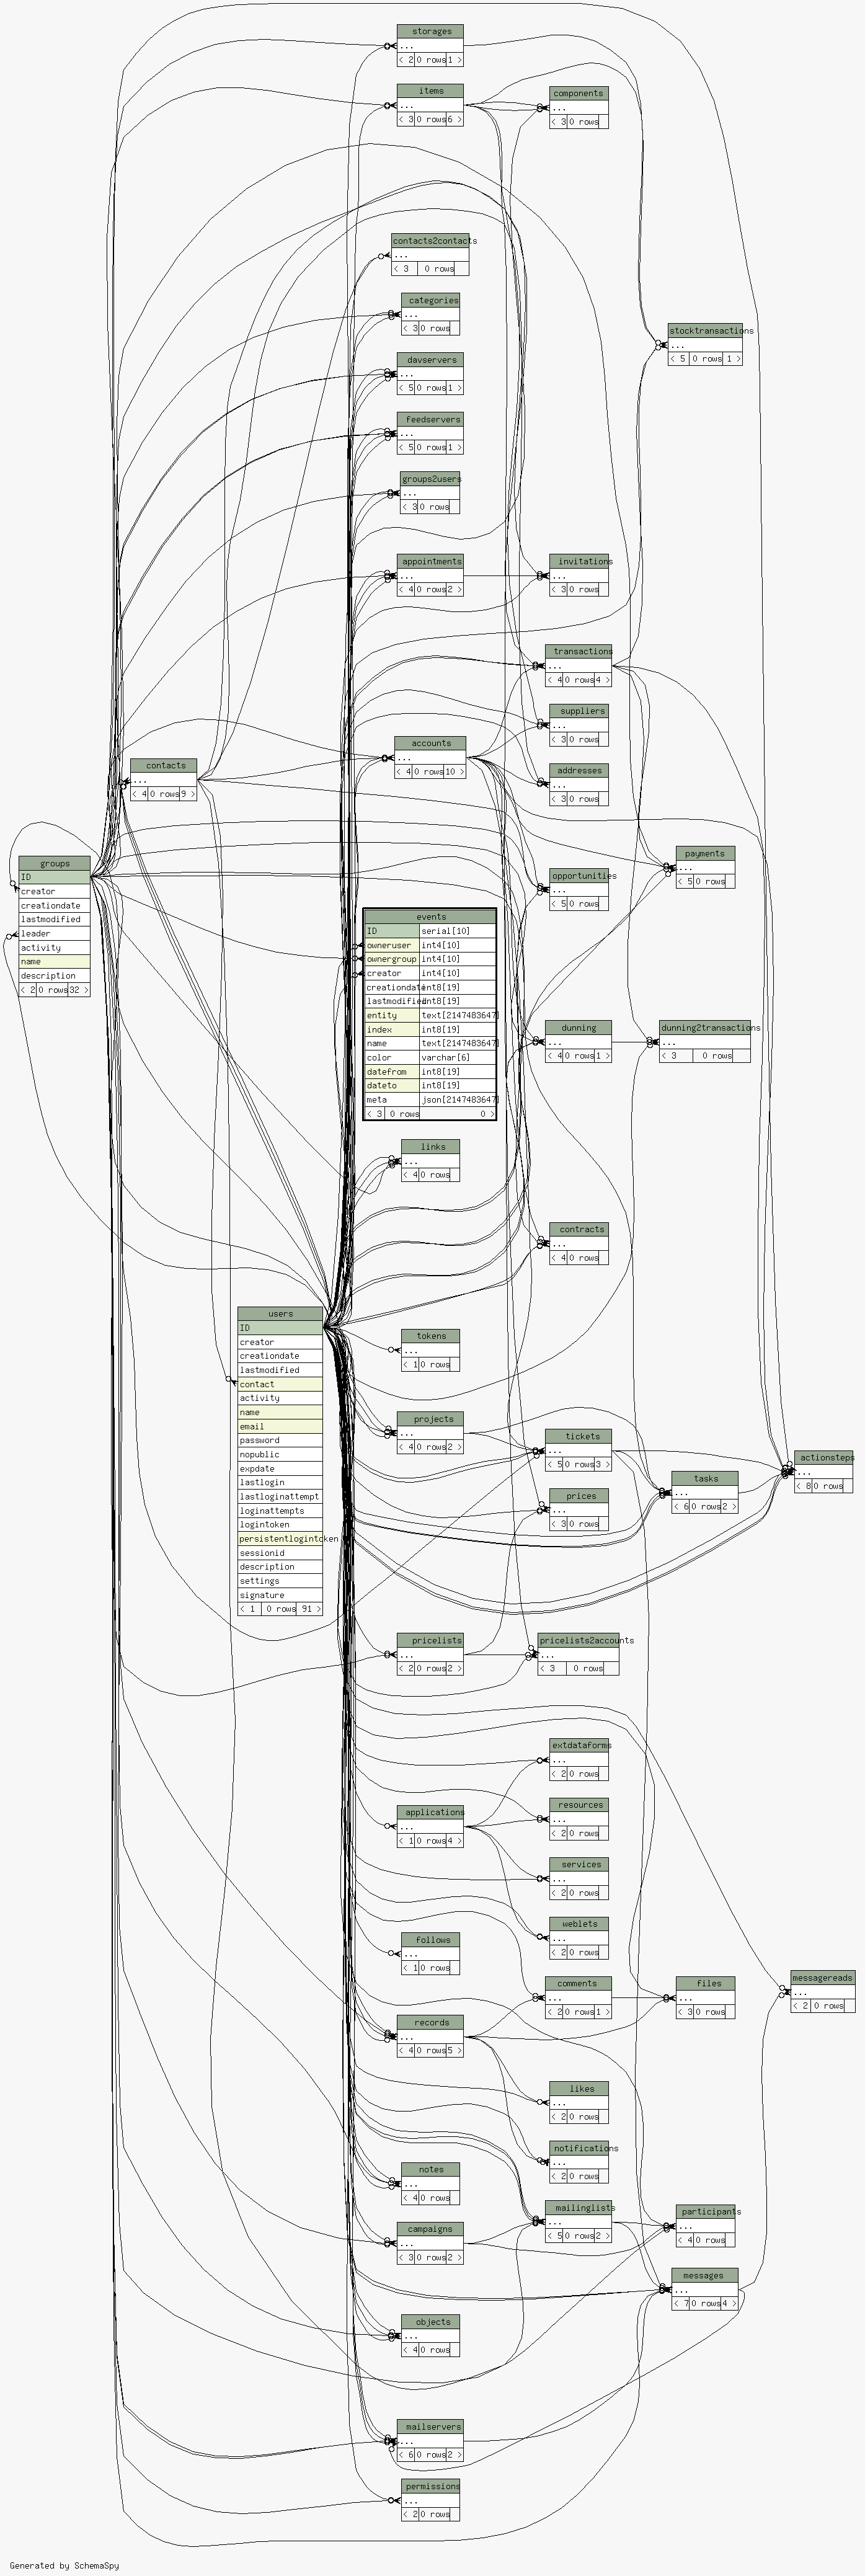 storages
...
< 2 0 rows 1 >
items
...
< 3 0 rows 6 >
components
...
< 3 0 rows
contacts2contacts
...
< 3 0 rows
categories
...
< 3 0 rows
stocktransactions
...
< 5 0 rows 1 >
davservers
...
< 5 0 rows 1 >
feedservers
...
< 5 0 rows 1 >
groups2users
...
< 3 0 rows
appointments
...
< 4 0 rows 2 >
invitations
...
< 3 0 rows
transactions
...
< 4 0 rows 4 >
suppliers
...
< 3 0 rows
accounts
...
< 4 0 rows 10 >
contacts
...
< 4 0 rows 9 >
addresses
...
< 3 0 rows
groups
ID
creator
creationdate
lastmodified
leader
activity
name
description
< 2 0 rows 32 >
payments
...
< 5 0 rows
opportunities
...
< 5 0 rows
events
ID serial[10]
owneruser int4[10]
ownergroup int4[10]
creator int4[10]
creationdate int8[19]
lastmodified int8[19]
entity text[2147483647]
index int8[19]
name text[2147483647]
color varchar[6]
datefrom int8[19]
dateto int8[19]
meta json[2147483647]
< 3 0 rows 0 >
dunning
...
< 4 0 rows 1 >
dunning2transactions
...
< 3 0 rows
links
...
< 4 0 rows
contracts
...
< 4 0 rows
users
ID
creator
creationdate
lastmodified
contact
activity
name
email
password
nopublic
expdate
lastlogin
lastloginattempt
loginattempts
logintoken
persistentlogintoken
sessionid
description
settings
signature
< 1 0 rows 91 >
tokens
...
< 1 0 rows
projects
...
< 4 0 rows 2 >
tickets
...
< 5 0 rows 3 >
actionsteps
...
< 8 0 rows
tasks
...
< 6 0 rows 2 >
prices
...
< 3 0 rows
pricelists
...
< 2 0 rows 2 >
pricelists2accounts
...
< 3 0 rows
extdataforms
...
< 2 0 rows
resources
...
< 2 0 rows
applications
...
< 1 0 rows 4 >
services
...
< 2 0 rows
weblets
...
< 2 0 rows
follows
...
< 1 0 rows
messagereads
...
< 2 0 rows
comments
...
< 2 0 rows 1 >
files
...
< 3 0 rows
records
...
< 4 0 rows 5 >
likes
...
< 2 0 rows
notifications
...
< 2 0 rows
notes
...
< 4 0 rows
mailinglists
...
< 5 0 rows 2 >
participants
...
< 4 0 rows
campaigns
...
< 3 0 rows 2 >
messages
...
< 7 0 rows 4 >
objects
...
< 4 0 rows
mailservers
...
< 6 0 rows 2 >
permissions
...
< 2 0 rows
Generated by SchemaSpy